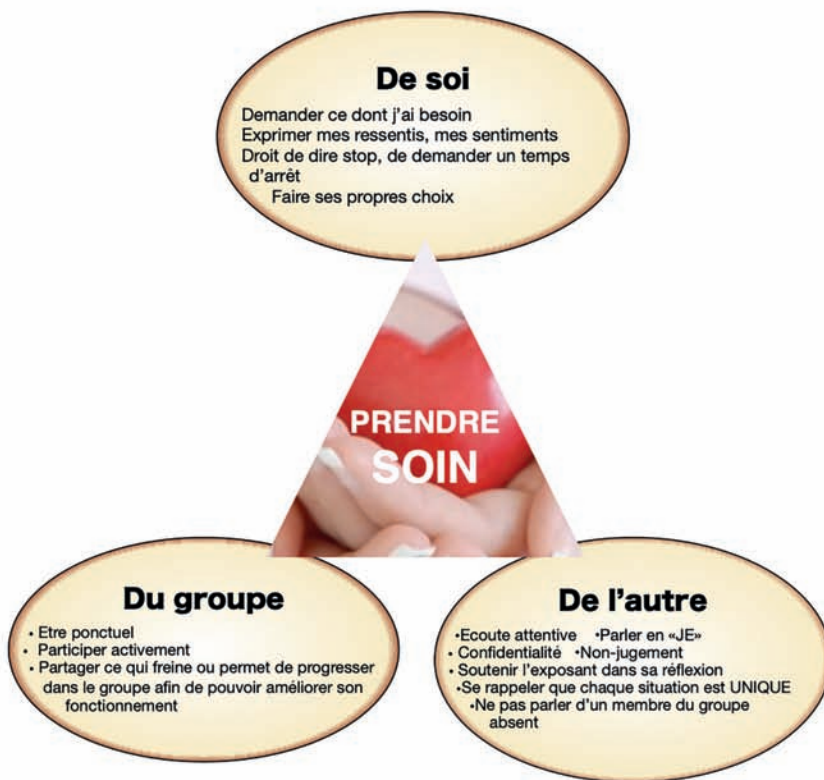 De soi
Demander ce dont j'ai besoin
Exprimer mes ressentis, mes sentiments
Droit de dire stop, de demander un temps
d'arrêt
Faire ses propres choix
PRENDRE
SOIN
Du groupe
• Etre ponctuel
• Participer activement
• Partager ce qui freine ou permet de progresser
dans le groupe afin de pouvoir améliorer son
fonctionnement
De l'autre
•Ecoute attentive •Parler en «JE»
• Confidentialité •Non-jugement
• Soutenir l'exposant dans sa réflexion
•Se rappeler que chaque situation est UNIQUE
•Ne pas parler d'un membre du groupe
absent